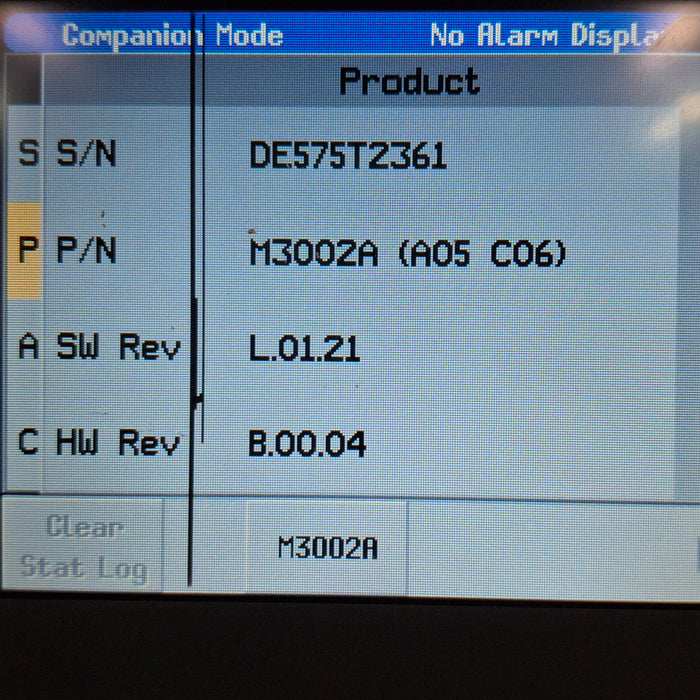 Companion Mode No Alarm Displa
Product
S S/N DE575T2361
P P/N M3002A (A05 C06)
A SW Rev L.01.21
C HW Rev B.00.04
Clear
Stat Log
M3002A